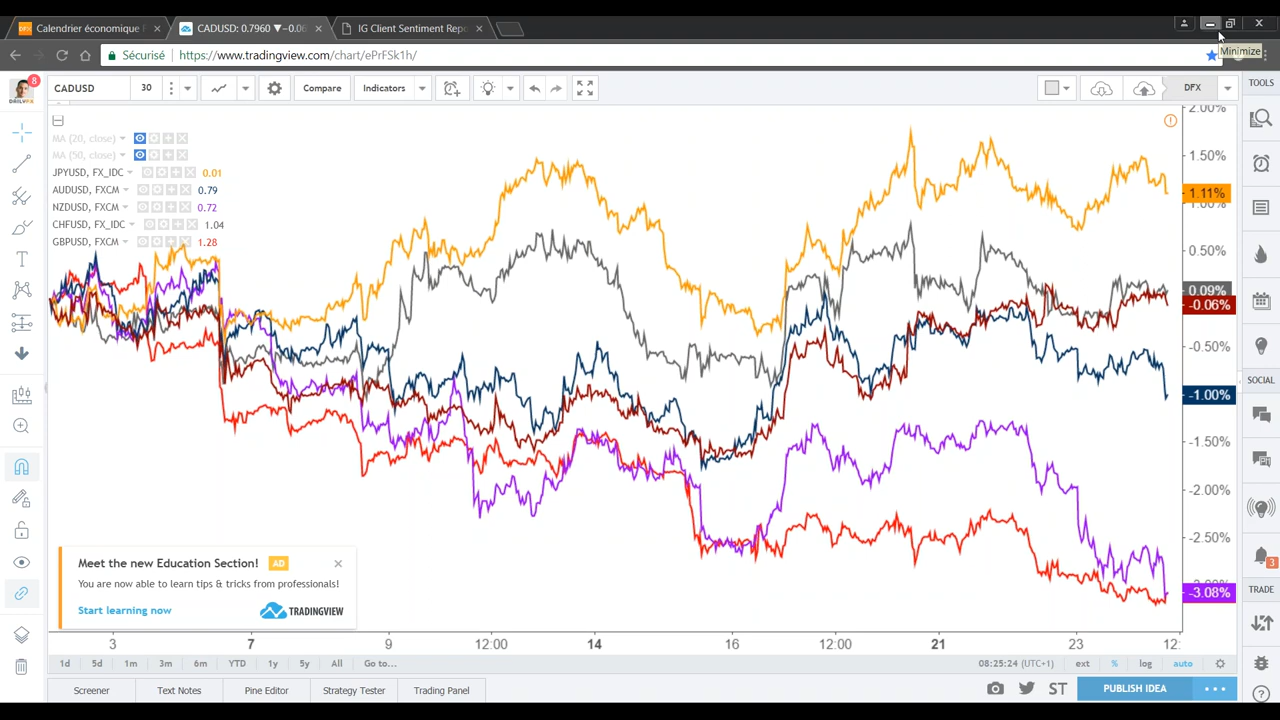 Calendrier économique F
CADUSD: 0.7960 ▼−0.06
IG Client Sentiment Repo
Minimize
Sécurisé
https://www.tradingview.com/chart/ePrFSk1h/
8
DAILYFX
CADUSD
30
Compare
Indicators
DFX
TOOLS
MA (20, close)
MA (50, close)
JPYUSD, FX_IDC 0.01
AUDUSD, FXCM 0.79
NZDUSD, FXCM 0.72
CHFUSD, FX_IDC 1.04
GBPUSD, FXCM 1.28
2.00%
1.50%
1.11%
1.00%
0.50%
0.09%
-0.06%
-0.50%
-1.00%
-1.50%
-2.00%
-2.50%
-3.08%
SOCIAL
3
TRADE
Meet the new Education Section! AD
You are now able to learn tips & tricks from professionals!
Start learning now
TRADINGVIEW
3 7 9 12:00 14 16 12:00 21 23 12:
1d 5d 1m 3m 6m YTD 1y 5y All Go to...
08:25:24 (UTC+1) ext % log auto
Screener Text Notes Pine Editor Strategy Tester Trading Panel
ST
PUBLISH IDEA